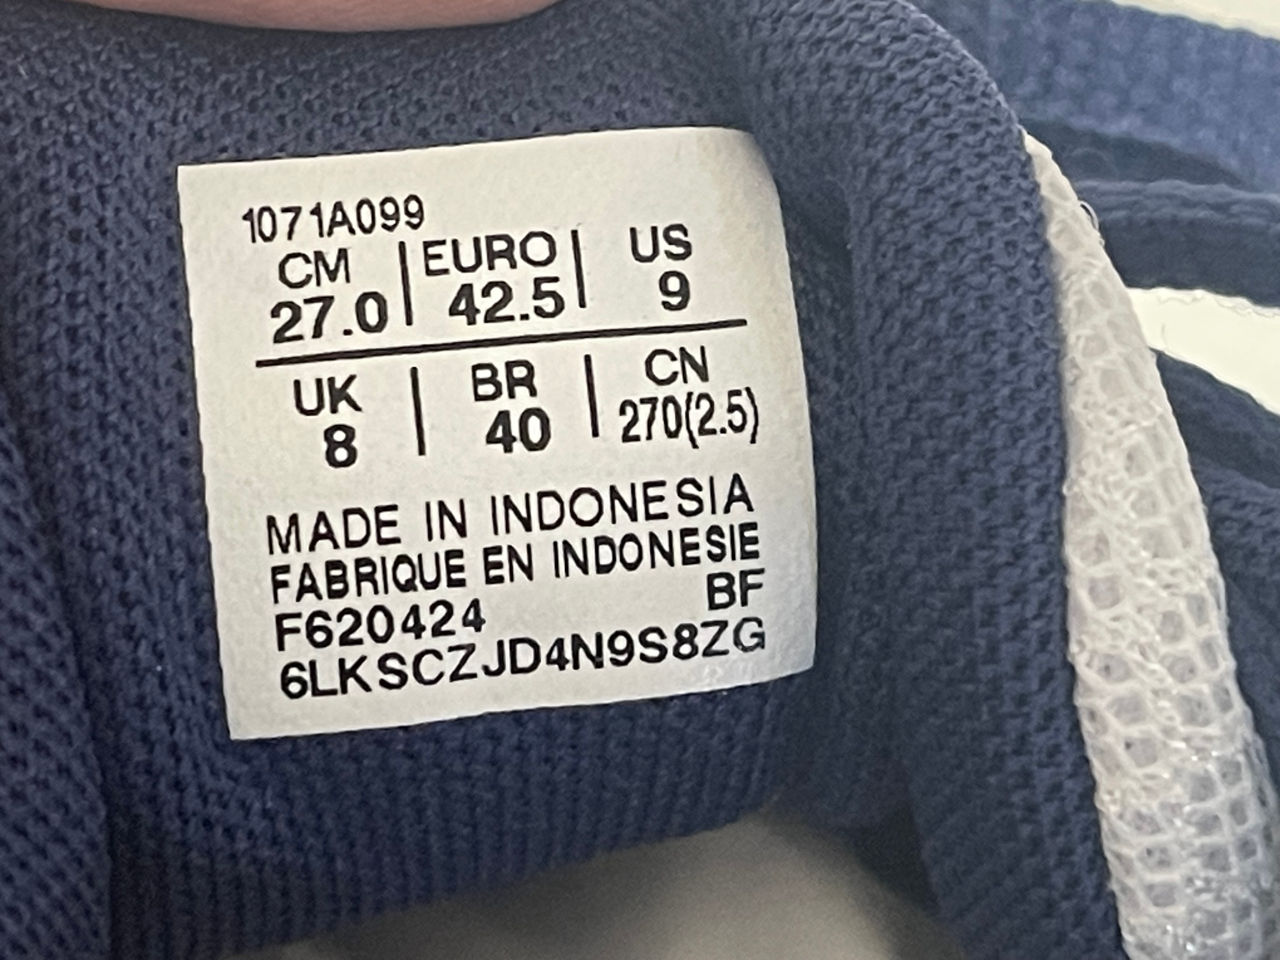 1071A099
CM | EURO | US
27.0 | 42.5 | 9
UK | BR | CN
8 | 40 | 270(2.5)
MADE IN INDONESIA
FABRIQUE EN INDONESIE
F620424 BF
6LKSCZJD4N9S8ZG